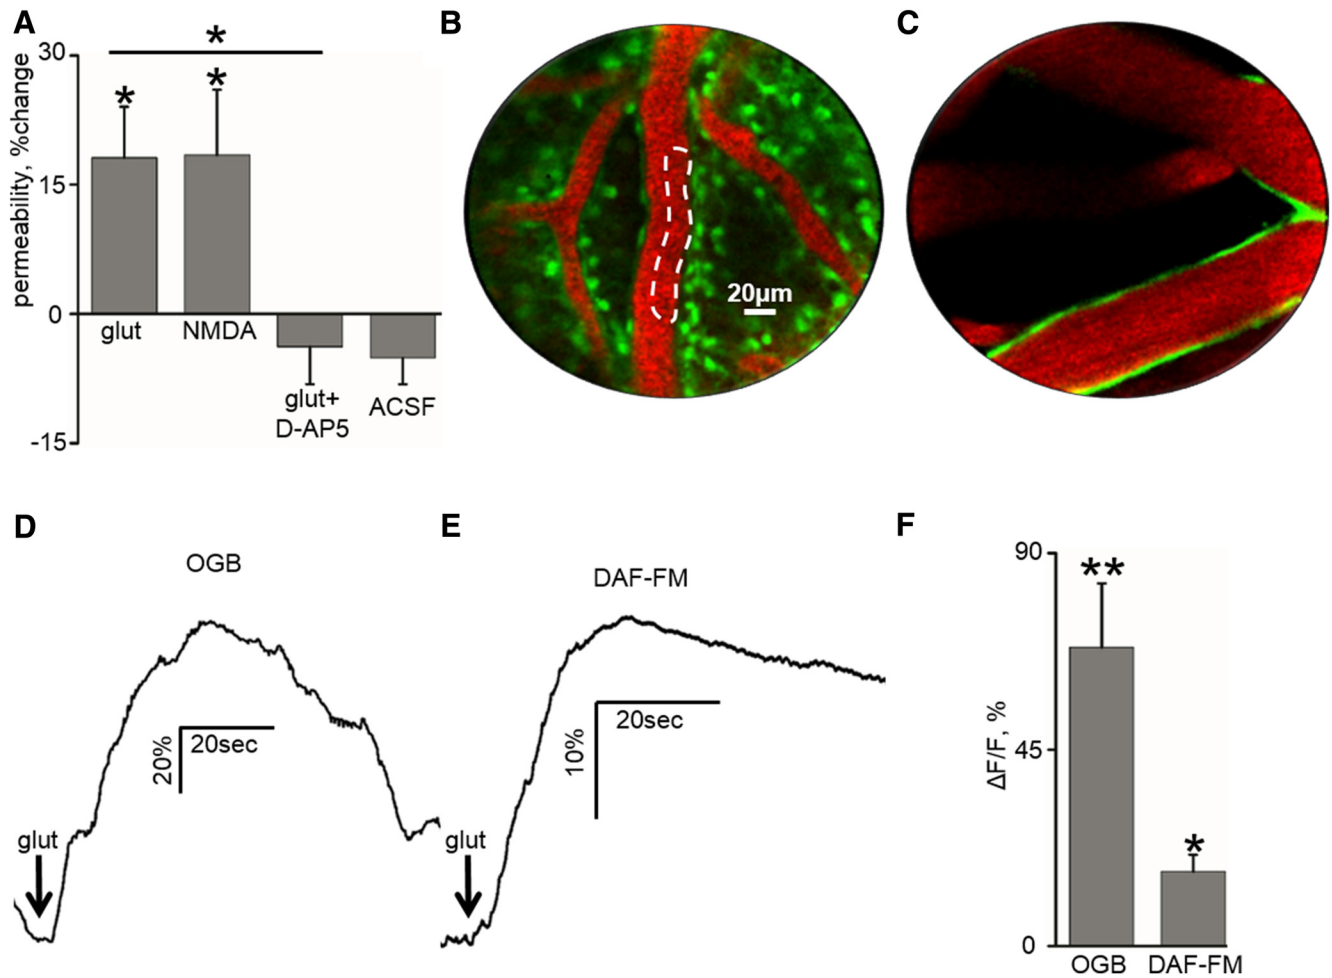 A
permeability, %change
30
15
0
-15
*
*
*
glut
NMDA
glut+
D-AP5
ACSF
B
20µm
C
D
OGB
20%
20sec
glut
E
DAF-FM
10%
20sec
glut
F
ΔF/F, %
90
45
0
**
*
OGB
DAF-FM